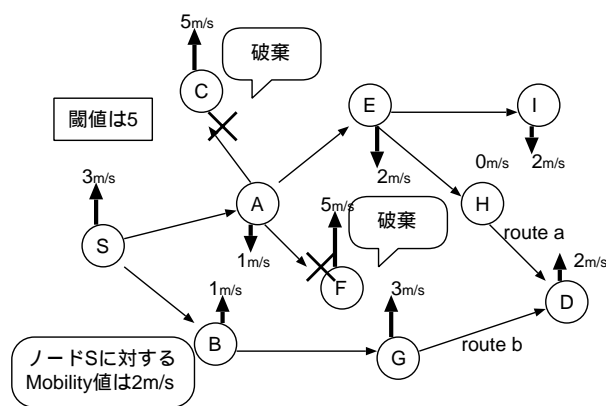 5m/s
破棄
C
E
I
閾値は5
3m/s
0m/s
2m/s
2m/s
5m/s
A
H
破棄
route a
S
1m/s
2m/s
F
1m/s
3m/s
D
B
G
route b
ノードSに対する
Mobility値は2m/s